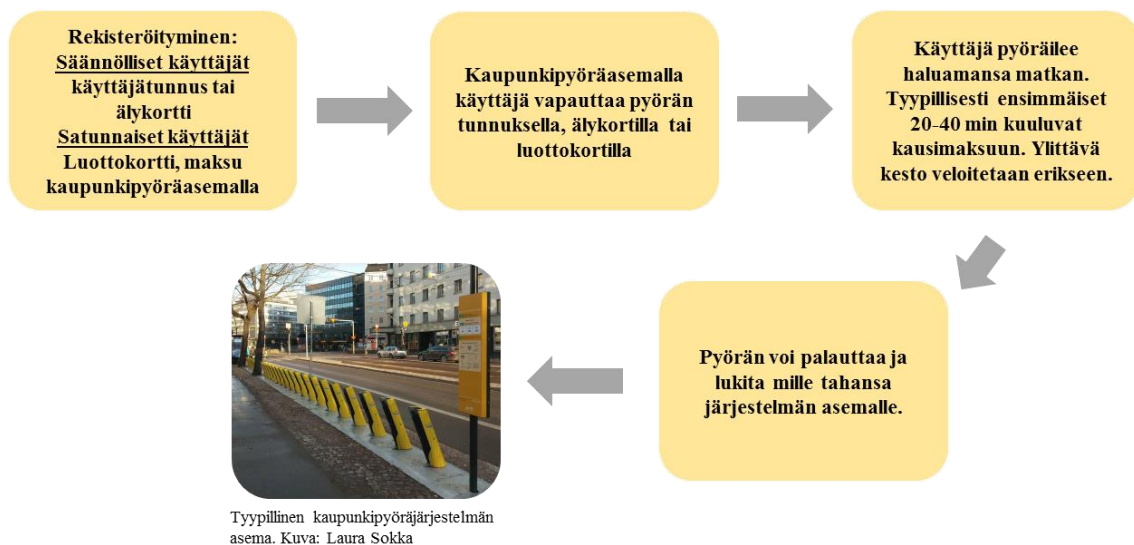 Rekisteröityminen:
Säännölliset käyttäjät
käyttäjätunnus tai
älykortti
Satunnaiset käyttäjät
Luottokortti, maksu
kaupunkipyöräasemalla
Kaupunkipyöräasemalla
käyttäjä vapauttaa pyörän
tunnuksella, älykortilla tai
luottokortilla
Käyttäjä pyöräilee
haluamansa matkan.
Tyypillisesti ensimmäiset
20-40 min kuuluvat
kausimaksuun. Ylittävä
kesto veloitetaan erikseen.
Pyörän voi palauttaa ja
lukita mille tahansa
järjestelmän asemalle.
Tyypillinen kaupunkipyöräjärjestelmän
asema. Kuva: Laura Sokka